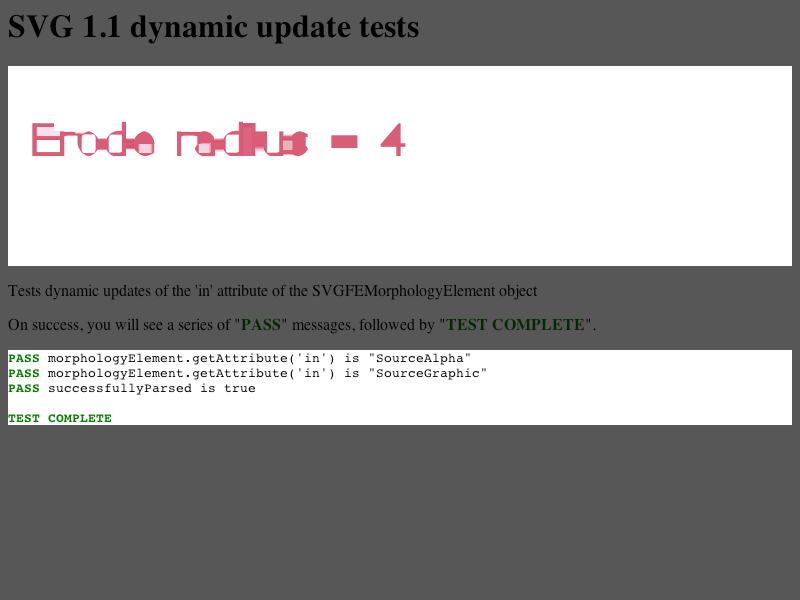 SVG 1.1 dynamic update tests
Erode radius = 4
Tests dynamic updates of the 'in' attribute of the SVGFEMorphologyElement object
On success, you will see a series of "PASS" messages, followed by "TEST COMPLETE".
PASS morphologyElement.getAttribute('in') is "SourceAlpha"
PASS morphologyElement.getAttribute('in') is "SourceGraphic"
PASS successfullyParsed is true
TEST COMPLETE